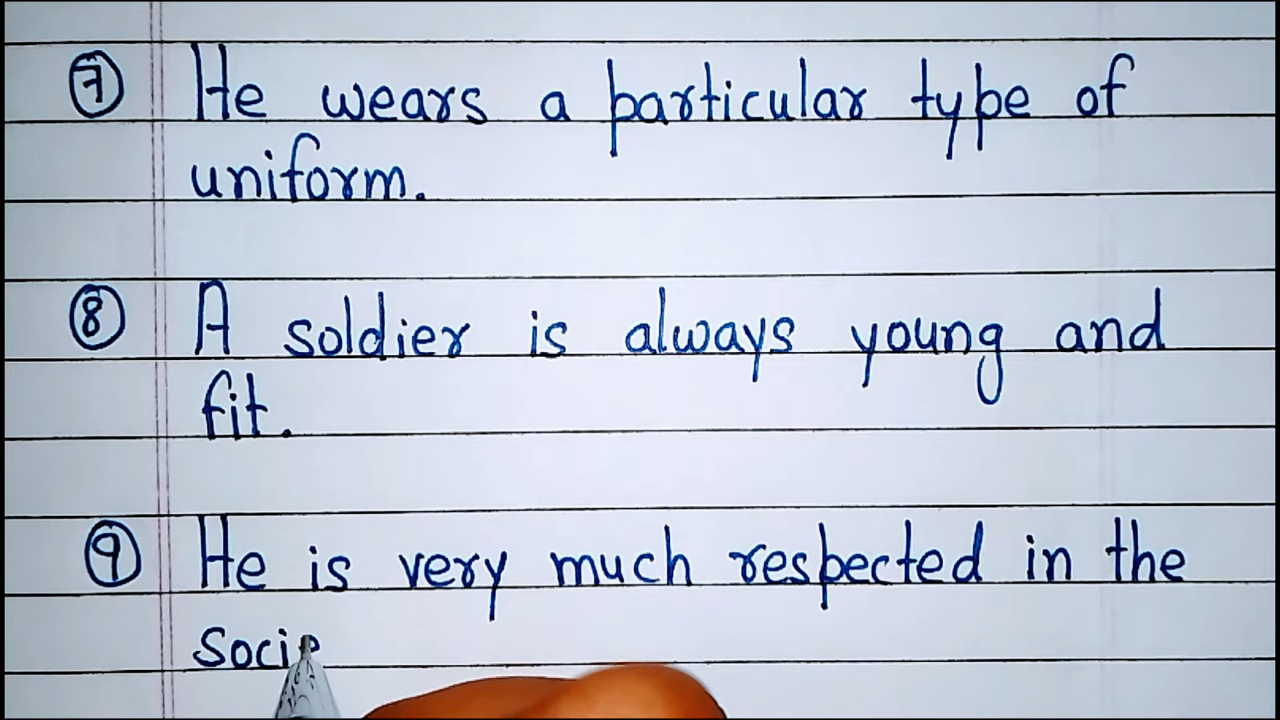 7 He wears a particular type of
uniform.
8 A soldier is always young and
fit.
9 He is very much respected in the
socie